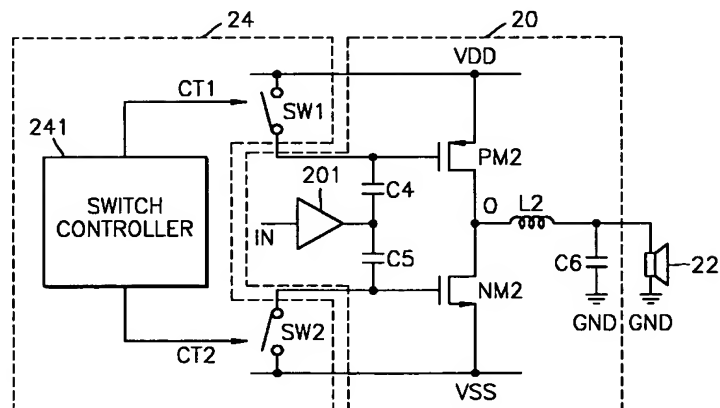 24
20
VDD
CT1
SW1
241
PM2
201
C4
SWITCH
CONTROLLER
O
L2
IN
C5
C6
22
NM2
GND
GND
SW2
CT2
VSS